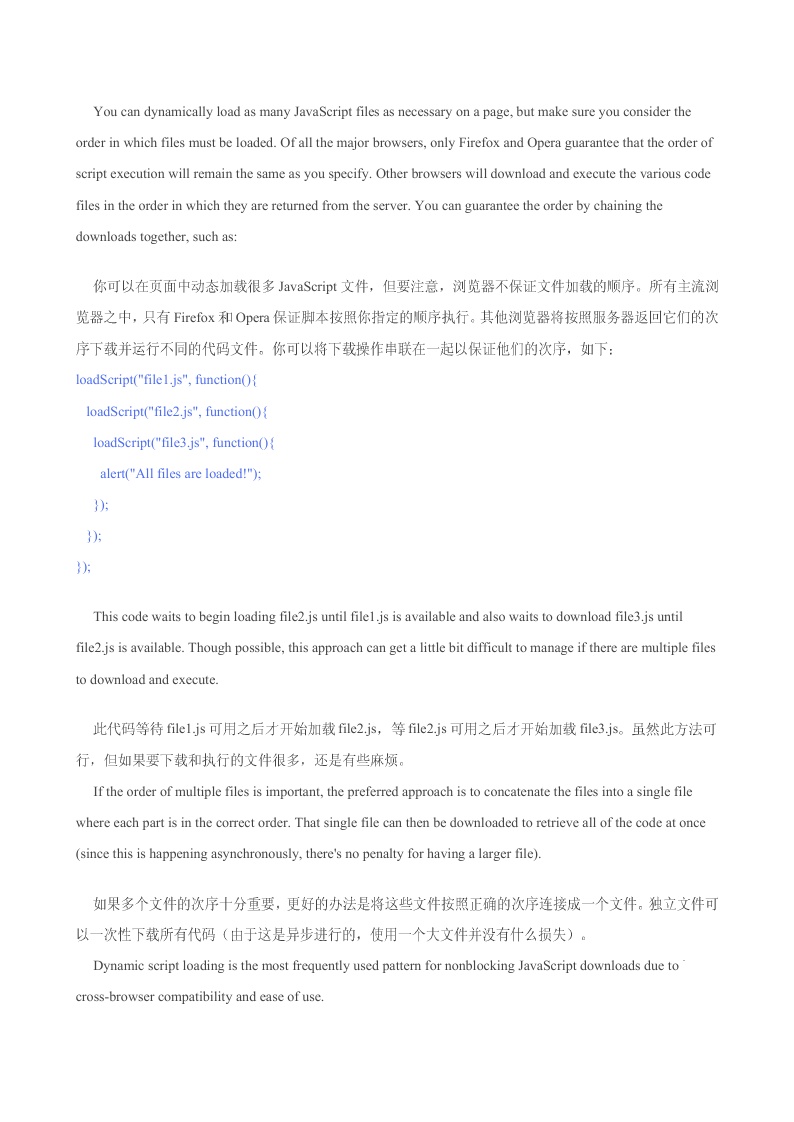 You can dynamically load as many JavaScript files as necessary on a page, but make sure you consider the
order in which files must be loaded. Of all the major browsers, only Firefox and Opera guarantee that the order of
script execution will remain the same as you specify. Other browsers will download and execute the various code
files in the order in which they are returned from the server. You can guarantee the order by chaining the
downloads together, such as:
你可以在页面中动态加载很多 JavaScript 文件，但要注意，浏览器不保证文件加载的顺序。所有主流浏
览器之中，只有 Firefox 和 Opera 保证脚本按照你指定的顺序执行。其他浏览器将按照服务器返回它们的次
序下载并运行不同的代码文件。你可以将下载操作串联在一起以保证他们的次序，如下：
loadScript("file1.js", function(){
loadScript("file2.js", function(){
loadScript("file3.js", function(){
alert("All files are loaded!");
});
});
});
This code waits to begin loading file2.js until file1.js is available and also waits to download file3.js until
file2.js is available. Though possible, this approach can get a little bit difficult to manage if there are multiple files
to download and execute.
此代码等待 file1.js 可用之后才开始加载 file2.js，等 file2.js 可用之后才开始加载 file3.js。虽然此方法可
行，但如果要下载和执行的文件很多，还是有些麻烦。
If the order of multiple files is important, the preferred approach is to concatenate the files into a single file
where each part is in the correct order. That single file can then be downloaded to retrieve all of the code at once
(since this is happening asynchronously, there's no penalty for having a larger file).
如果多个文件的次序十分重要，更好的办法是将这些文件按照正确的次序连接成一个文件。独立文件可
以一次性下载所有代码（由于这是异步进行的，使用一个大文件并没有什么损失）。
Dynamic script loading is the most frequently used pattern for nonblocking JavaScript downloads due to
cross-browser compatibility and ease of use.